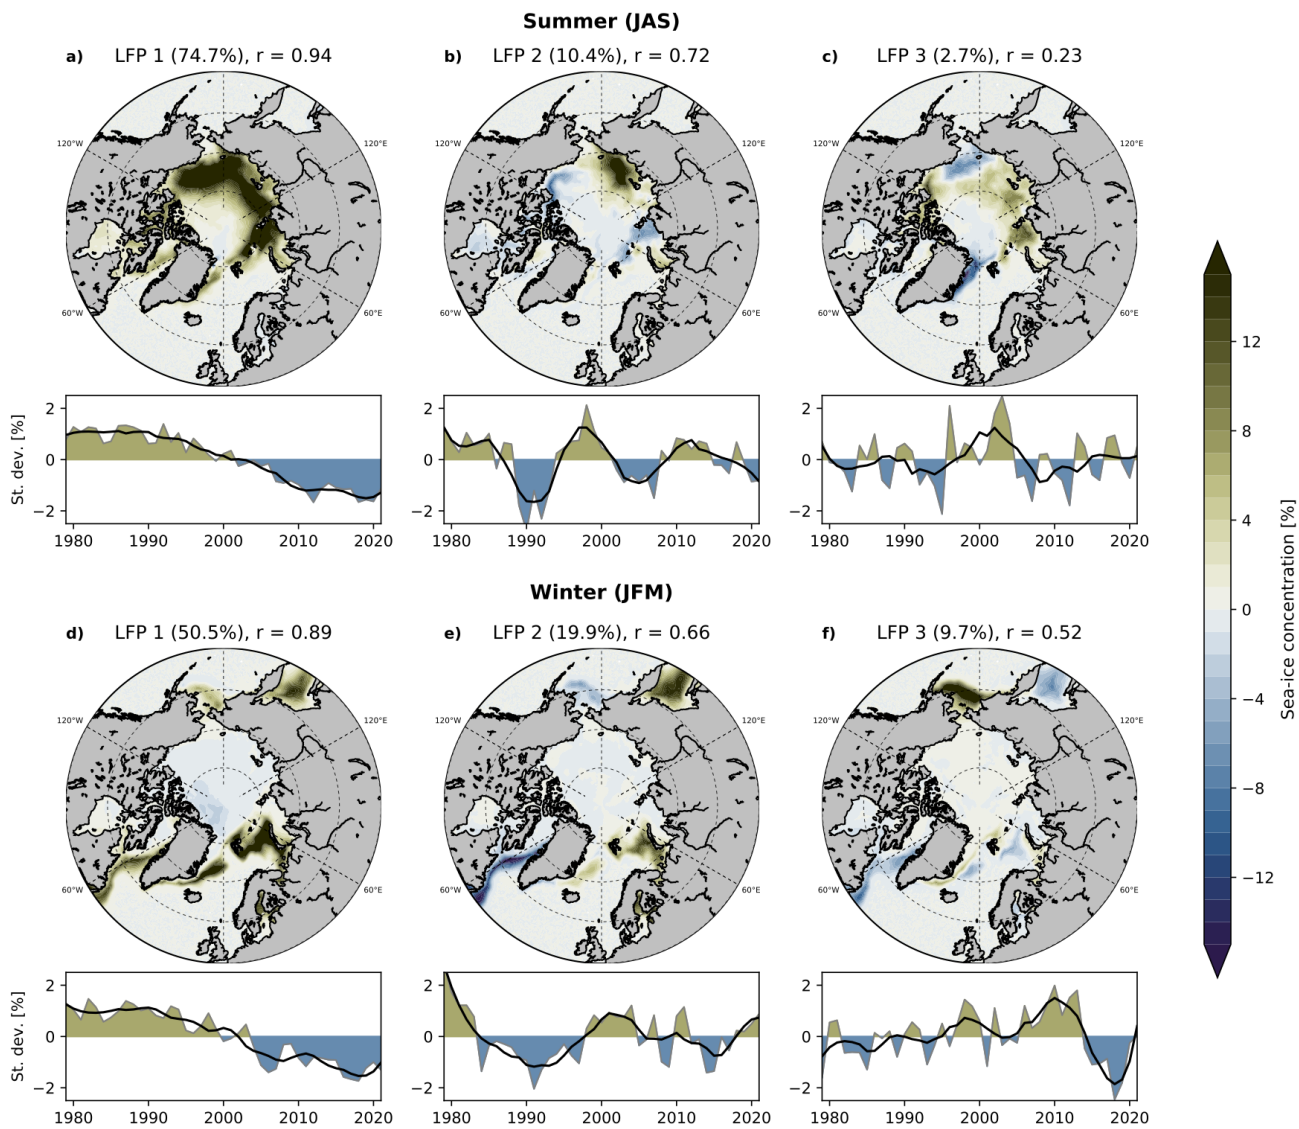 Summer (JAS)
a) LFP 1 (74.7%), r = 0.94
b) LFP 2 (10.4%), r = 0.72
c) LFP 3 (2.7%), r = 0.23
120°W 120°E 120°W 120°E 120°W 120°E
60°W 60°E 60°W 60°E 60°W 60°E
St. dev. [%]
2 0 −2
1980 1990 2000 2010 2020
2 0 −2
1980 1990 2000 2010 2020
2 0 −2
1980 1990 2000 2010 2020
Winter (JFM)
d) LFP 1 (50.5%), r = 0.89
e) LFP 2 (19.9%), r = 0.66
f) LFP 3 (9.7%), r = 0.52
120°W 120°E 120°W 120°E 120°W 120°E
60°W 60°E 60°W 60°E 60°W 60°E
St. dev. [%]
2 0 −2
1980 1990 2000 2010 2020
2 0 −2
1980 1990 2000 2010 2020
2 0 −2
1980 1990 2000 2010 2020
12
8
4
0
−4
−8
−12
Sea-ice concentration [%]